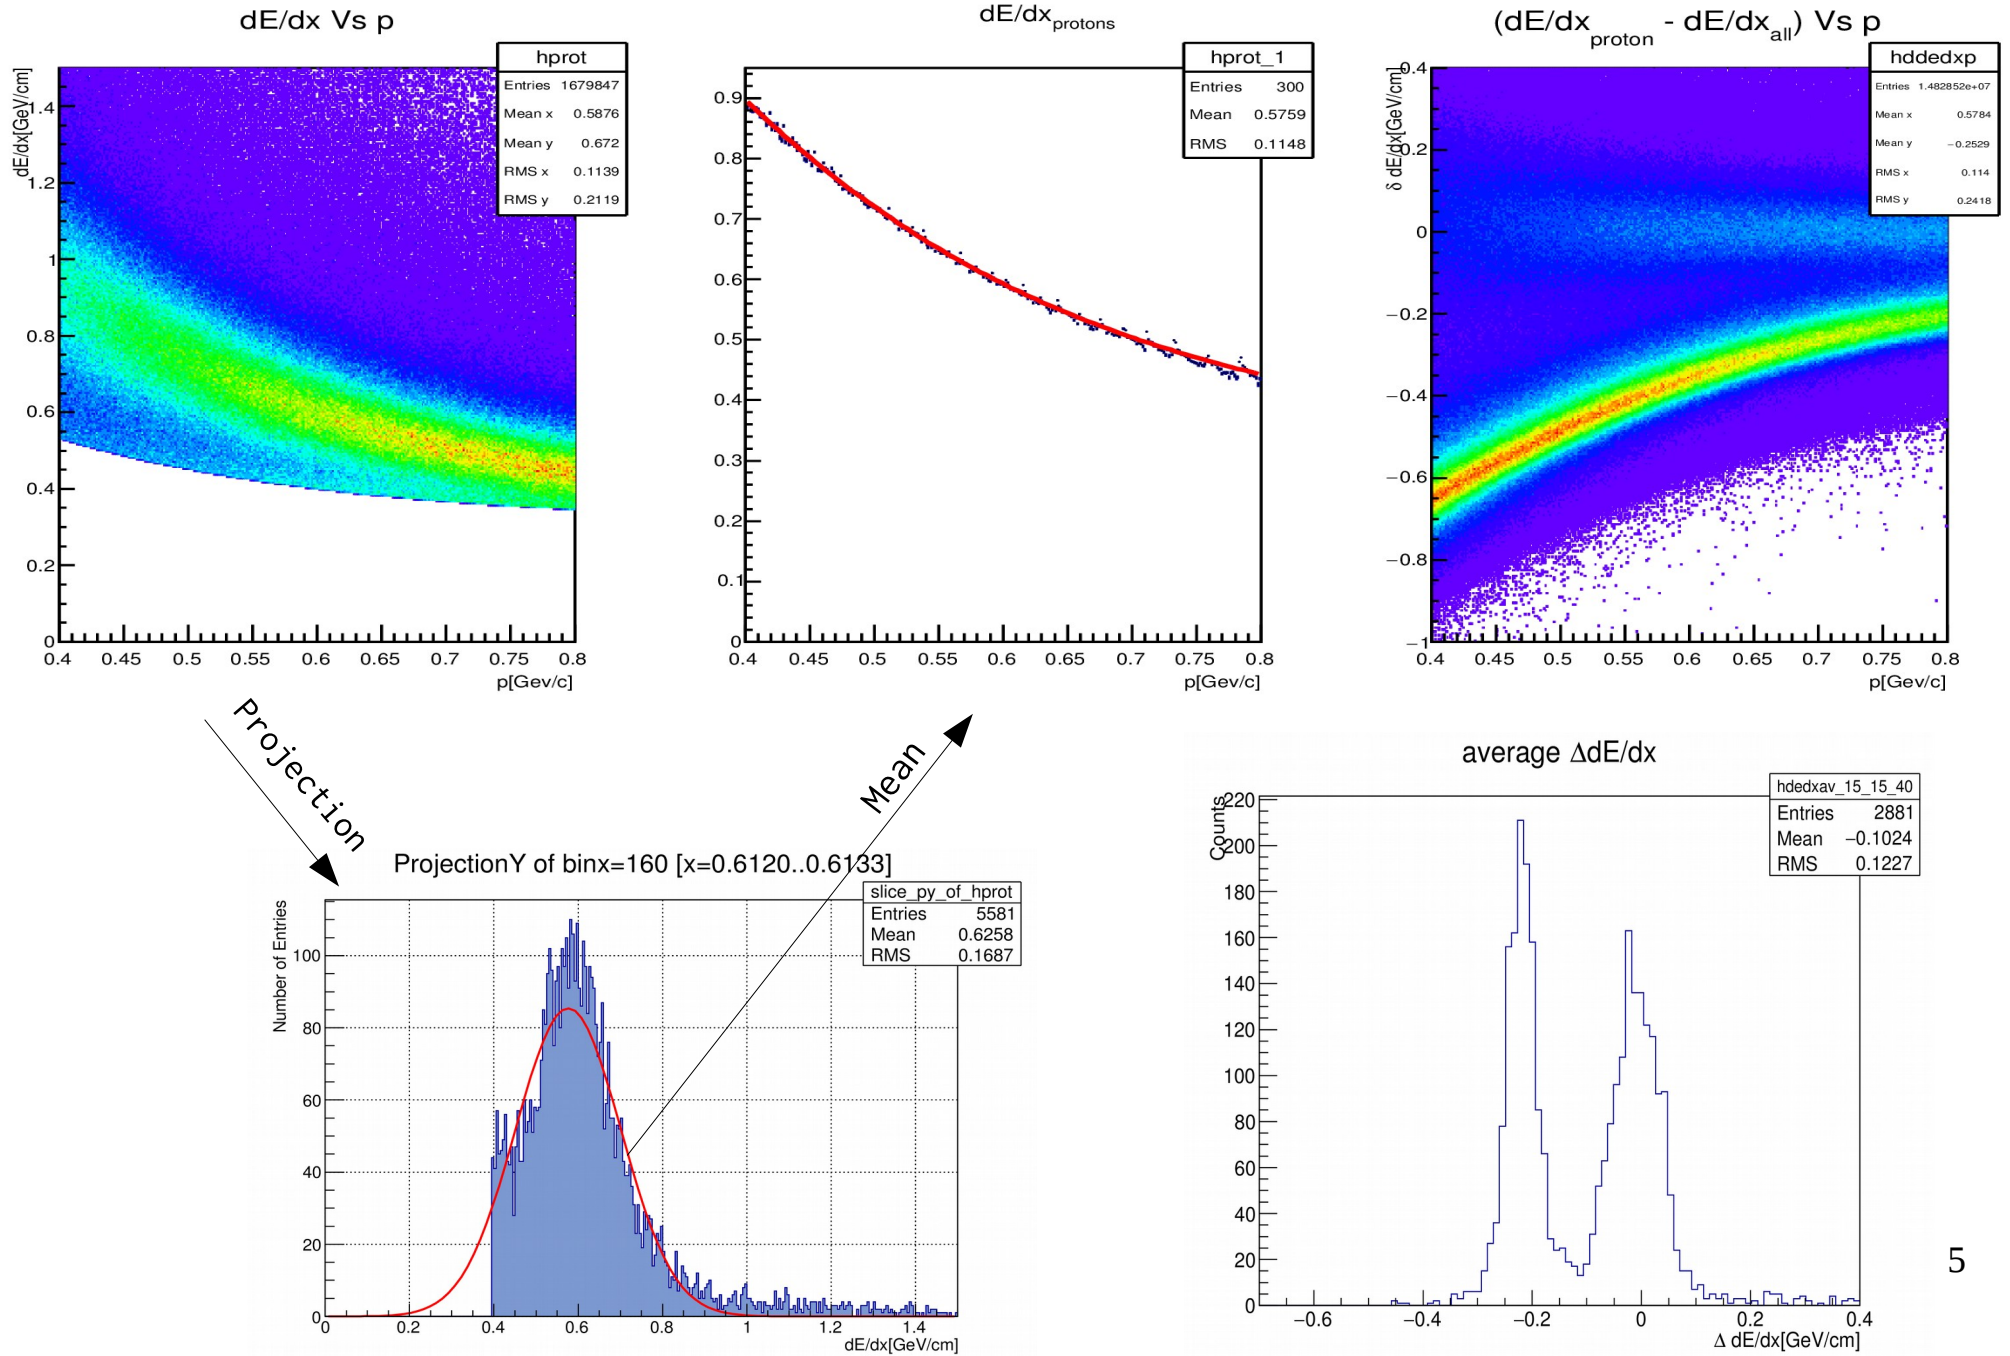 dE/dx Vs p
hprot
Entries 1679847
Mean x 0.5876
Mean y 0.672
RMS x 0.1139
RMS y 0.2119
dE/dx[GeV/cm]
1.4
1.2
1
0.8
0.6
0.4
0.2
0
0.4 0.45 0.5 0.55 0.6 0.65 0.7 0.75 0.8
p[Gev/c]
dE/dxprotons
hprot_1
Entries 300
Mean 0.5759
RMS 0.1148
0.9
0.8
0.7
0.6
0.5
0.4
0.3
0.2
0.1
0
0.4 0.45 0.5 0.55 0.6 0.65 0.7 0.75 0.8
p[Gev/c]
(dE/dxproton - dE/dxall) Vs p
hddedxp
Entries 1.482852e+07
Mean x 0.5784
Mean y −0.2529
RMS x 0.114
RMS y 0.2418
δ dE/dx[GeV/cm]
0.4
0.2
0
−0.2
−0.4
−0.6
−0.8
−1
0.4 0.45 0.5 0.55 0.6 0.65 0.7 0.75 0.8
p[Gev/c]
Projection
Mean
ProjectionY of binx=160 [x=0.6120..0.6133]
slice_py_of_hprot
Entries 5581
Mean 0.6258
RMS 0.1687
Number of Entries
100
80
60
40
20
0
0 0.2 0.4 0.6 0.8 1 1.2 1.4
dE/dx[GeV/cm]
average ΔdE/dx
hdedxav_15_15_40
Entries 2881
Mean −0.1024
RMS 0.1227
Counts
220
200
180
160
140
120
100
80
60
40
20
0
−0.6 −0.4 −0.2 0 0.2 0.4
Δ dE/dx[GeV/cm]
5